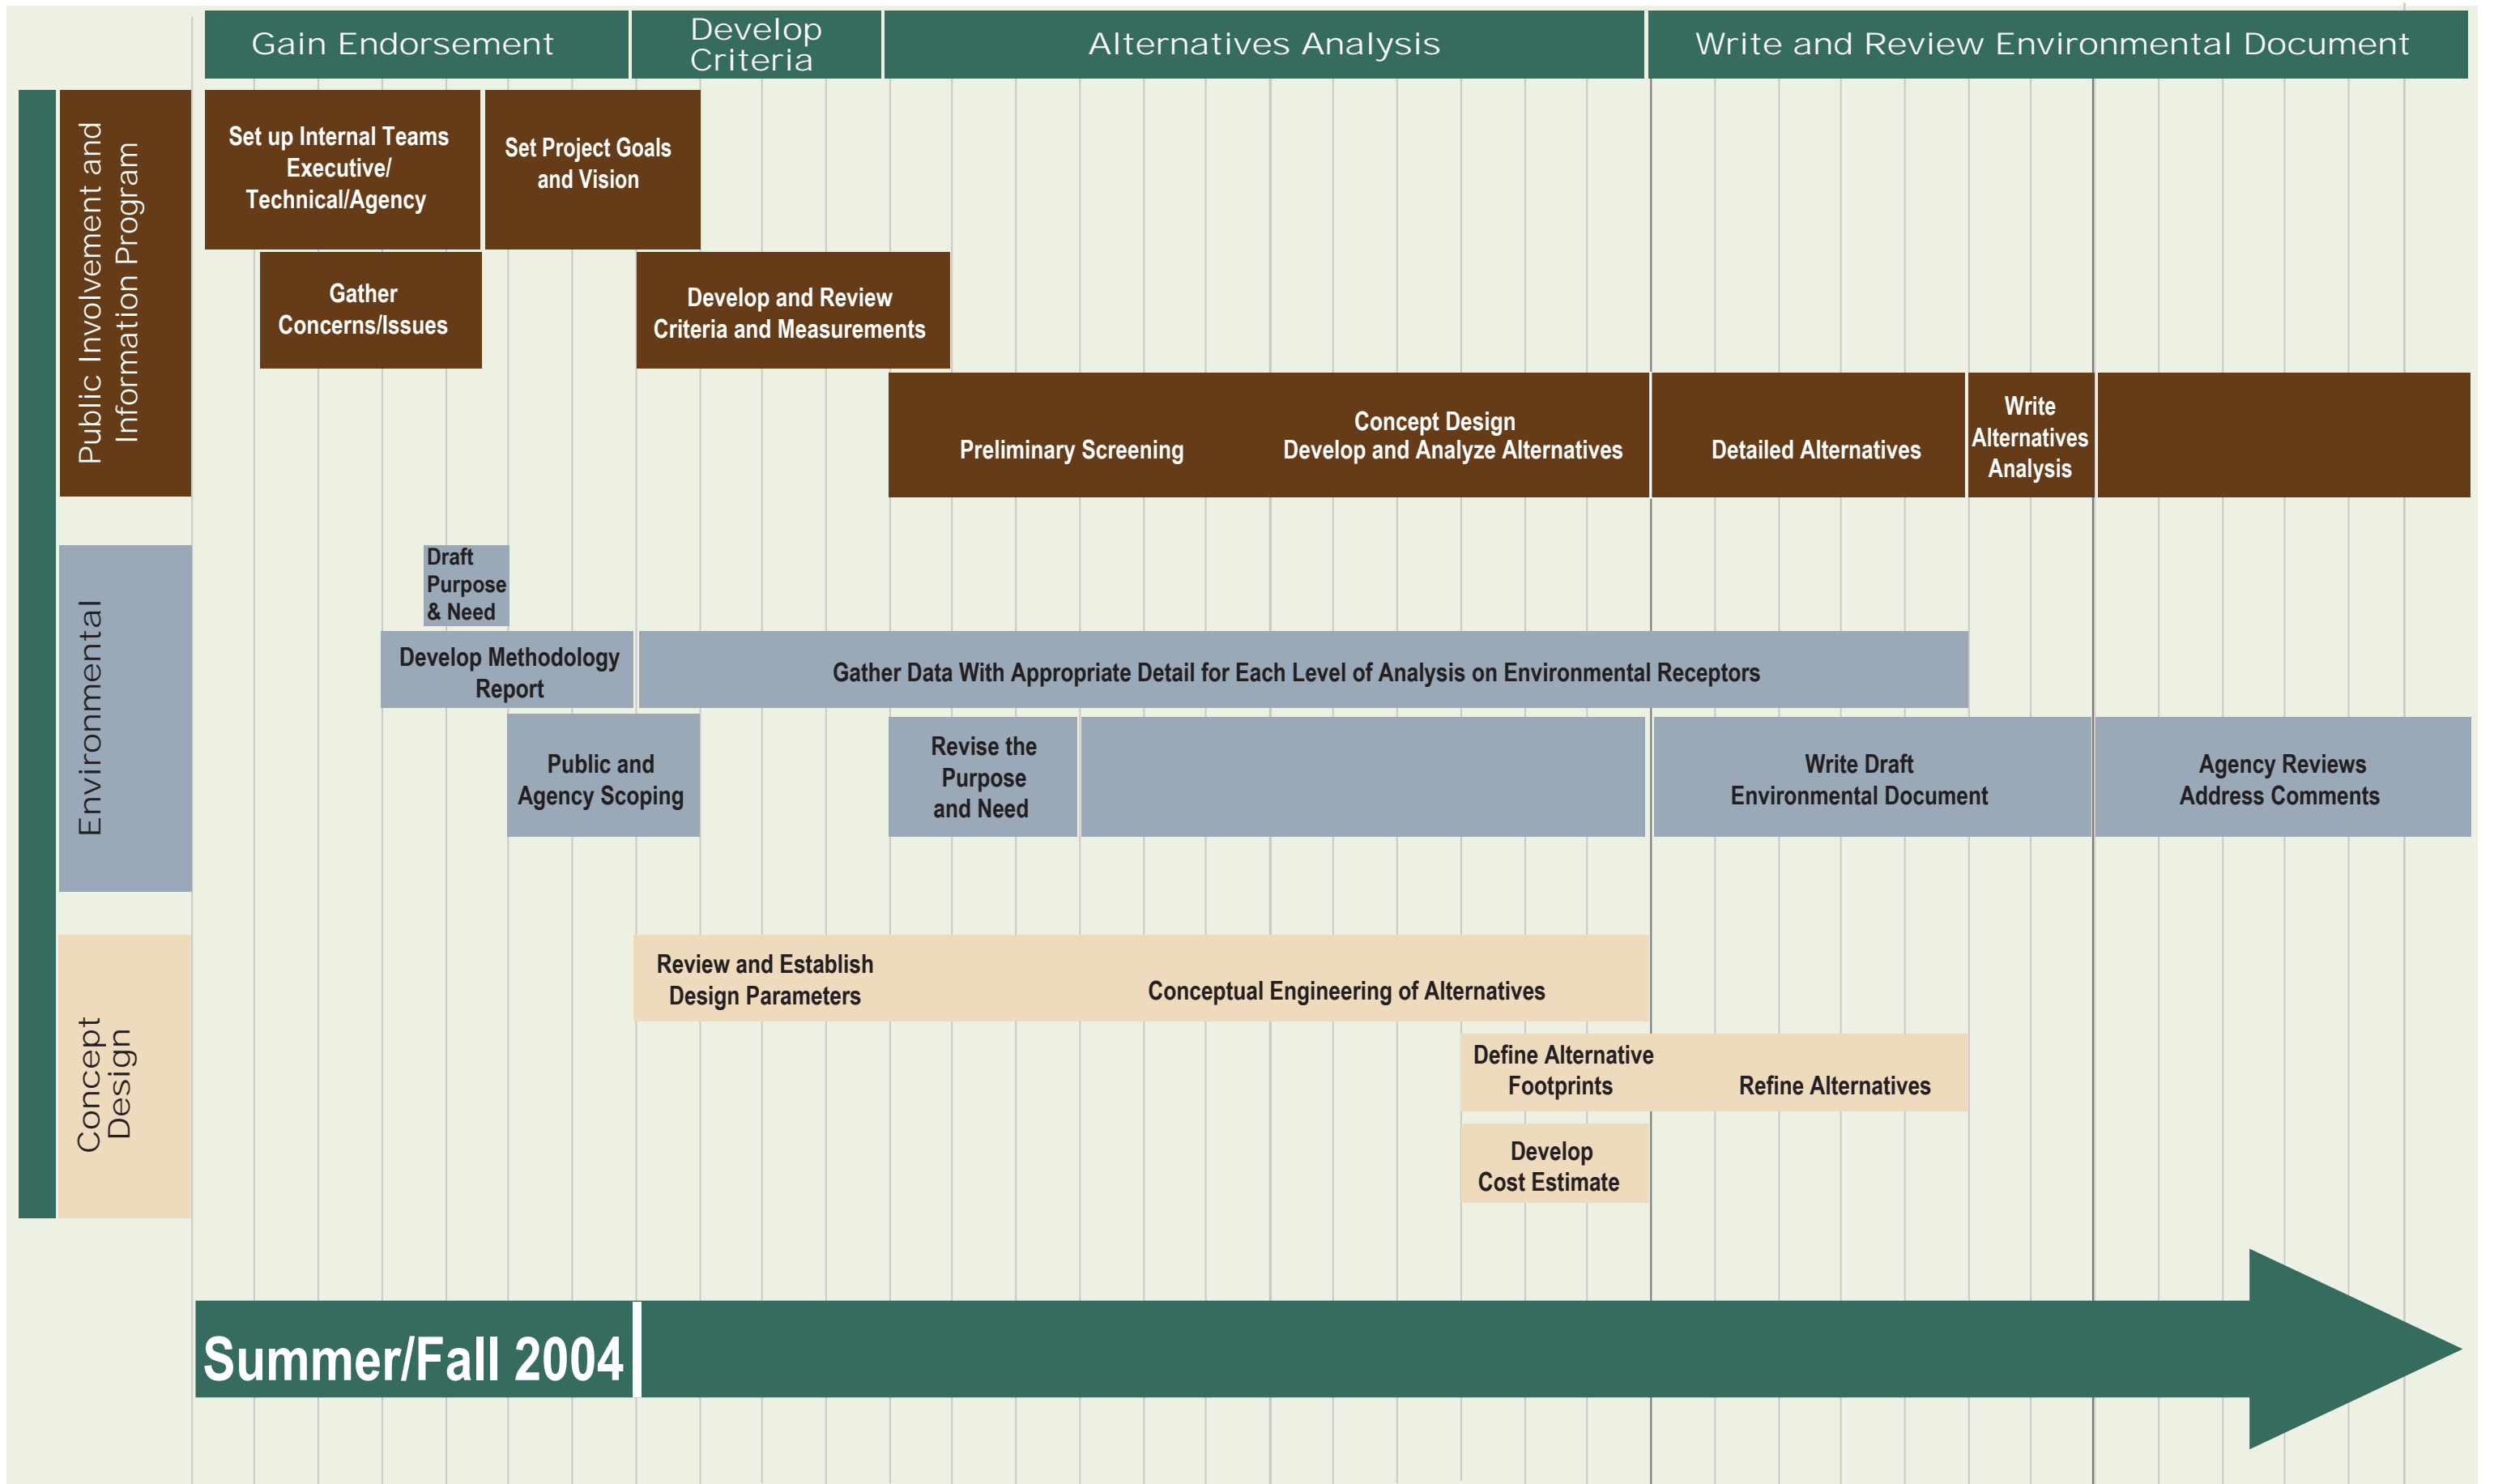 Gain Endorsement
Develop
Criteria
Alternatives Analysis
Write and Review Environmental Document
Public Involvement and
Information Program
Set up Internal Teams
Executive/
Technical/Agency
Set Project Goals
and Vision
Gather
Concerns/Issues
Develop and Review
Criteria and Measurements
Preliminary Screening
Concept Design
Develop and Analyze Alternatives
Detailed Alternatives
Write
Alternatives
Analysis
Environmental
Draft
Purpose
& Need
Develop Methodology
Report
Gather Data With Appropriate Detail for Each Level of Analysis on Environmental Receptors
Public and
Agency Scoping
Revise the
Purpose
and Need
Write Draft
Environmental Document
Agency Reviews
Address Comments
Concept
Design
Review and Establish
Design Parameters
Conceptual Engineering of Alternatives
Define Alternative
Footprints
Refine Alternatives
Develop
Cost Estimate
Summer/Fall 2004